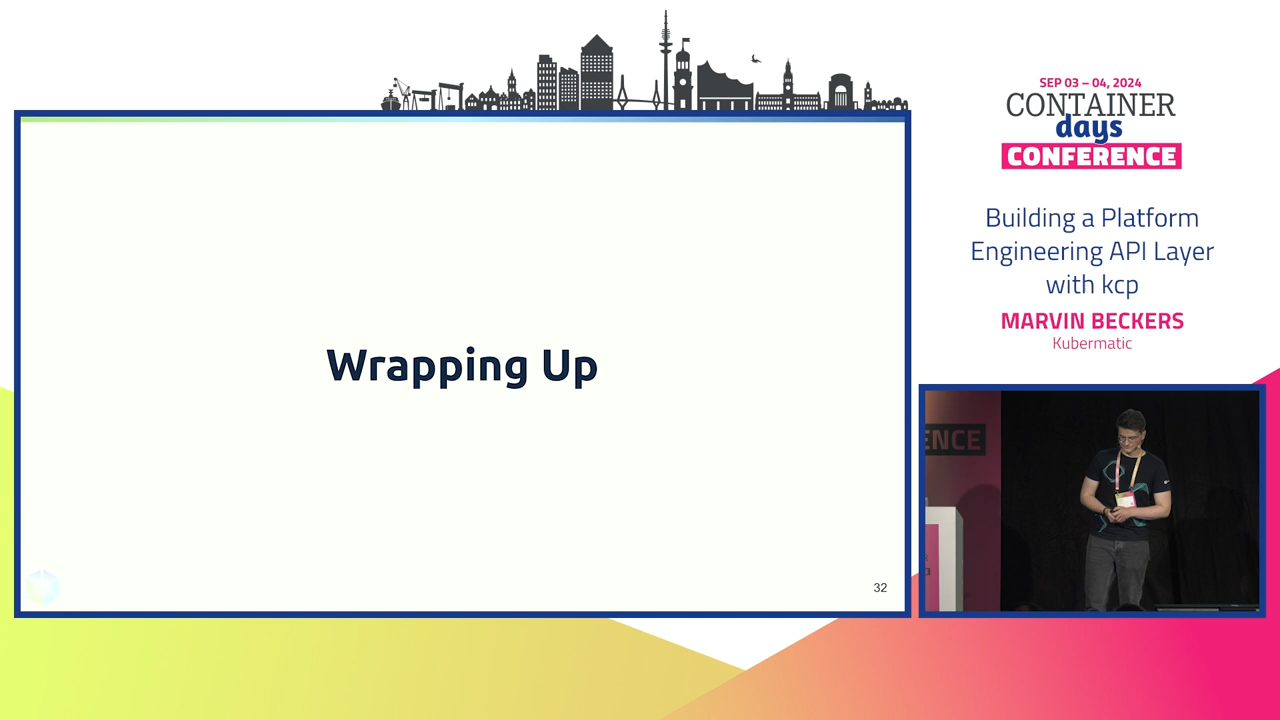 SEP 03 – 04, 2024
CONTAINER
days
CONFERENCE
Building a Platform
Engineering API Layer
with kcp
MARVIN BECKERS
Kubermatic
Wrapping Up
32
ENCE